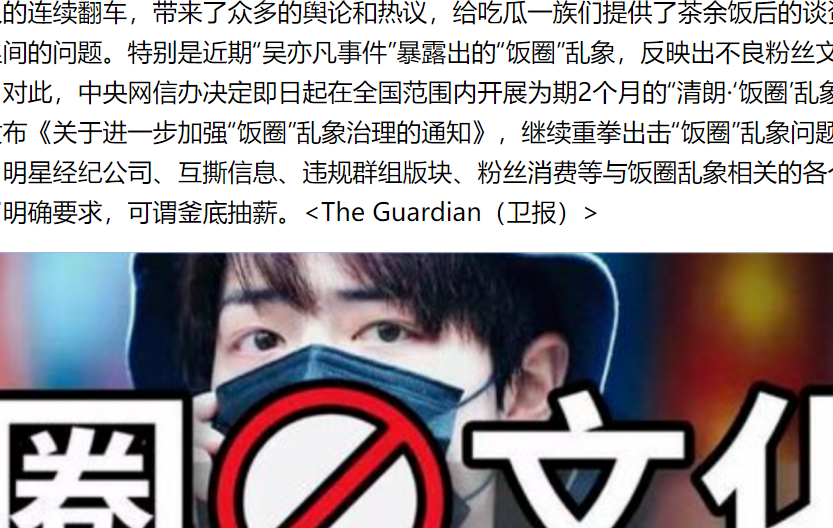 的连续翻车，带来了众多的舆论和热议，给吃瓜一族们提供了茶余饭后的谈资
间的问题。特别是近期“吴亦凡事件”暴露出的“饭圈”乱象，反映出不良粉丝文
对此，中央网信办决定即日起在全国范围内开展为期2个月的“清朗·‘饭圈’乱象
布《关于进一步加强“饭圈”乱象治理的通知》，继续重拳出击“饭圈”乱象问题
明星经纪公司、互撕信息、违规群组版块、粉丝消费等与饭圈乱象相关的各个
明确要求，可谓釜底抽薪。<The Guardian（卫报）>
圈 文化